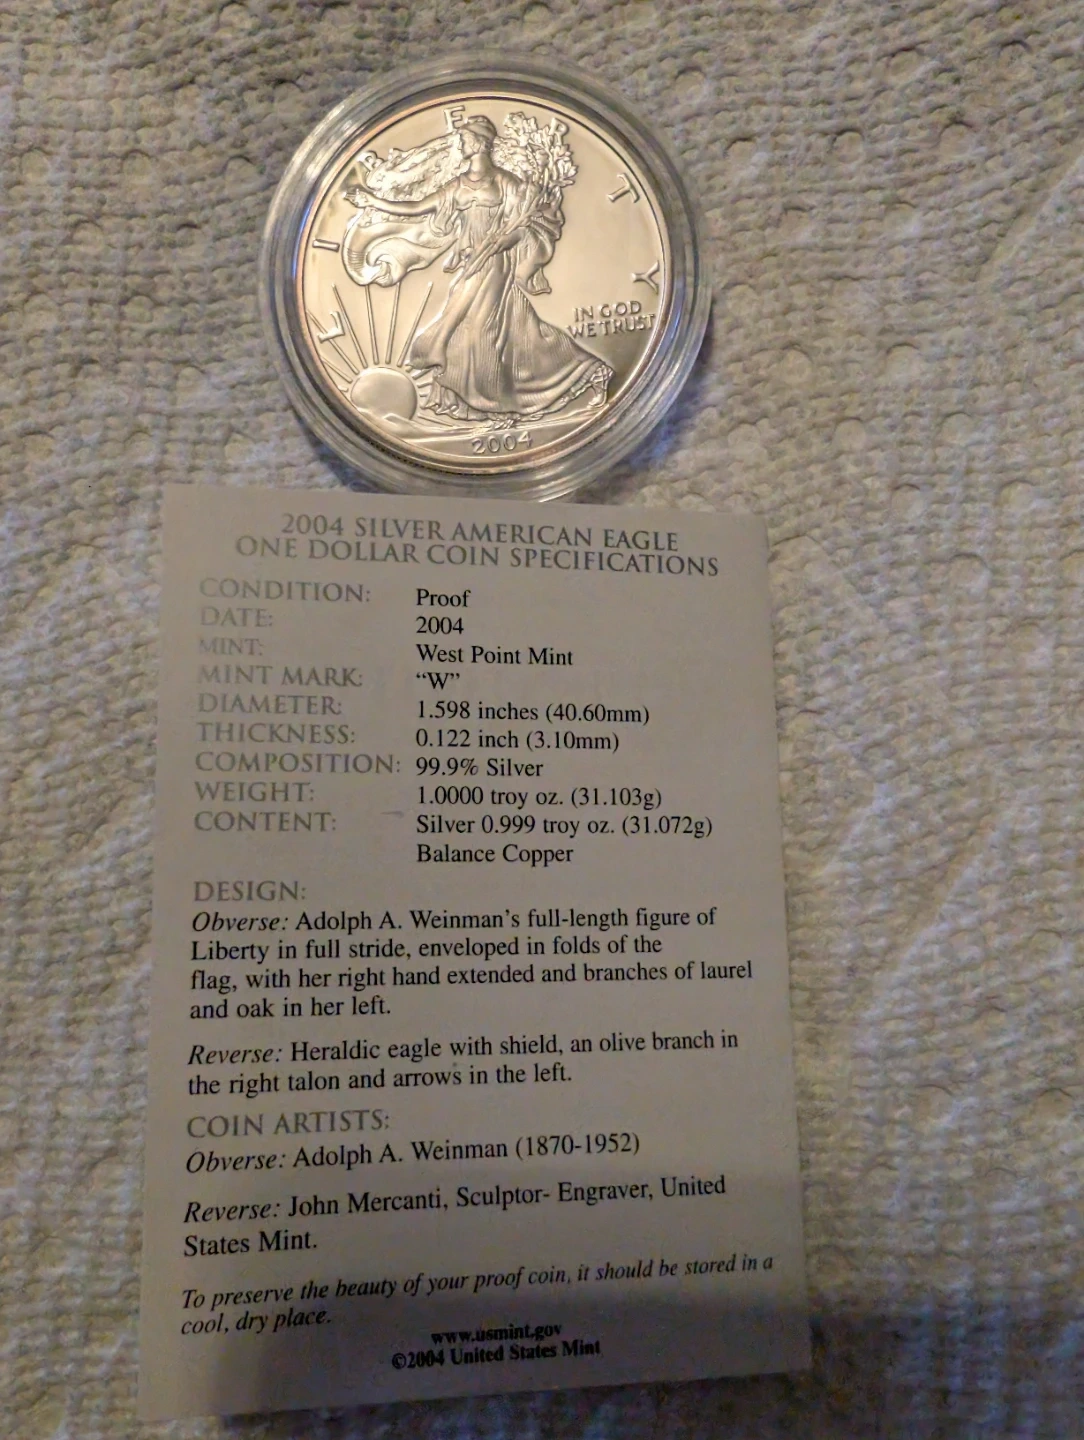 LIBERTY
IN GOD
WE TRUST
2004
2004 SILVER AMERICAN EAGLE
ONE DOLLAR COIN SPECIFICATIONS
CONDITION: Proof
DATE: 2004
MINT: West Point Mint
MINT MARK: “W”
DIAMETER: 1.598 inches (40.60mm)
THICKNESS: 0.122 inch (3.10mm)
COMPOSITION: 99.9% Silver
WEIGHT: 1.0000 troy oz. (31.103g)
CONTENT: Silver 0.999 troy oz. (31.072g)
Balance Copper
DESIGN:
Obverse: Adolph A. Weinman’s full-length figure of
Liberty in full stride, enveloped in folds of the
flag, with her right hand extended and branches of laurel
and oak in her left.
Reverse: Heraldic eagle with shield, an olive branch in
the right talon and arrows in the left.
COIN ARTISTS:
Obverse: Adolph A. Weinman (1870-1952)
Reverse: John Mercanti, Sculptor- Engraver, United
States Mint.
To preserve the beauty of your proof coin, it should be stored in a
cool, dry place.
www.usmint.gov
©2004 United States Mint